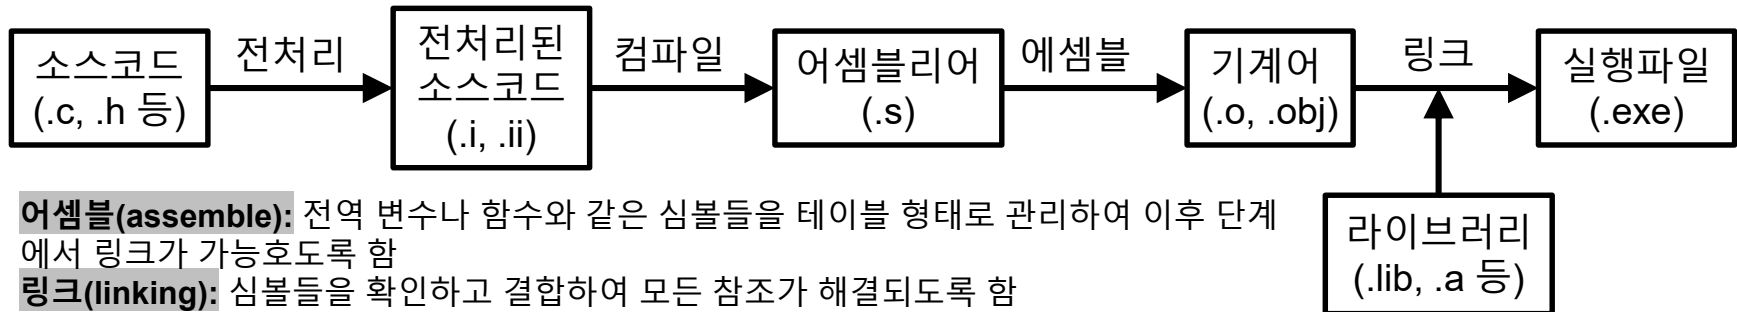 소스코드
(.c, .h 등)
전처리
전처리된
소스코드
(.i, .ii)
컴파일
어셈블리어
(.s)
에셈블
기계어
(.o, .obj)
링크
실행파일
(.exe)
라이브러리
(.lib, .a 등)
어셈블(assemble): 전역 변수나 함수와 같은 심볼들을 테이블 형태로 관리하여 이후 단계
에서 링크가 가능호도록 함
링크(linking): 심볼들을 확인하고 결합하여 모든 참조가 해결되도록 함